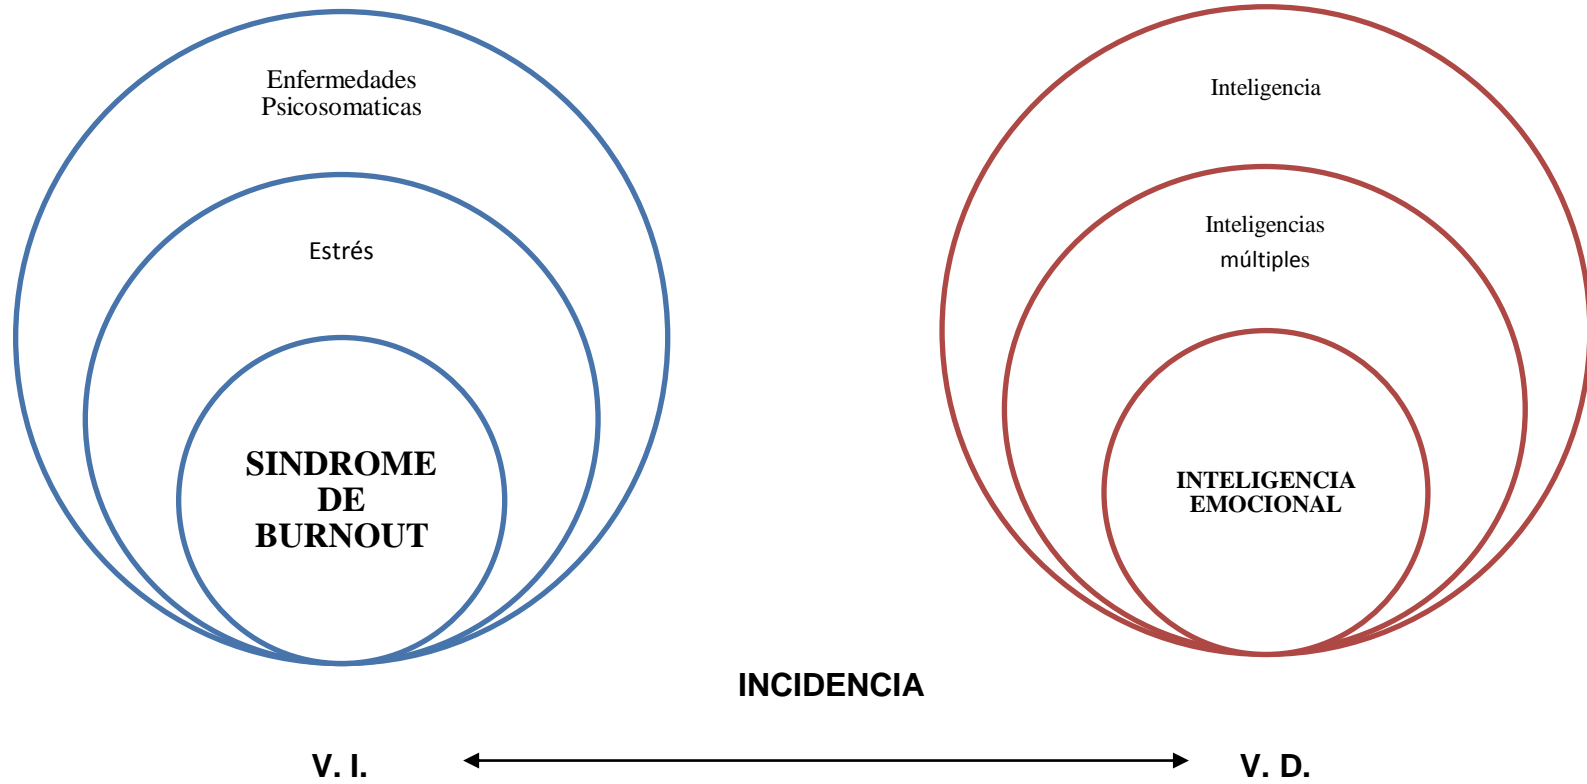 Enfermedades
Psicosomaticas
Estrés
SINDROME
DE
BURNOUT
Inteligencia
Inteligencias
múltiples
INTELIGENCIA
EMOCIONAL
INCIDENCIA
V. I.
V. D.